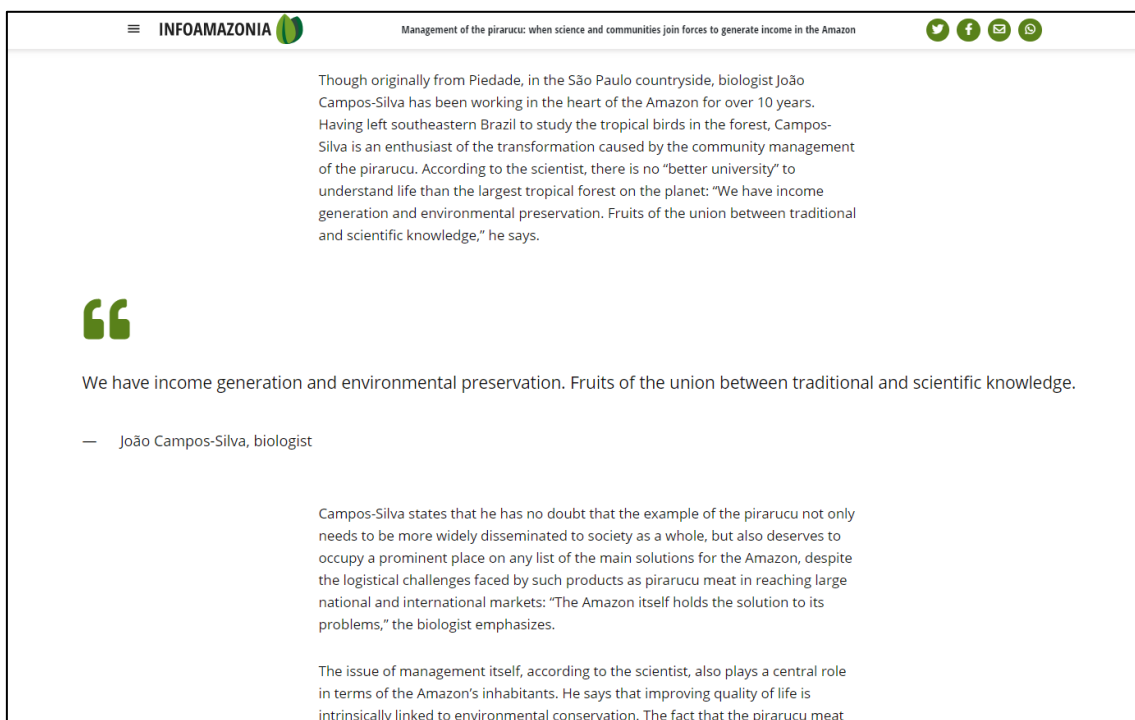 INFOAMAZONIA
Management of the pirarucu: when science and communities join forces to generate income in the Amazon
Though originally from Piedade, in the São Paulo countryside, biologist João
Campos-Silva has been working in the heart of the Amazon for over 10 years.
Having left southeastern Brazil to study the tropical birds in the forest, Campos-
Silva is an enthusiast of the transformation caused by the community management
of the pirarucu. According to the scientist, there is no “better university” to
understand life than the largest tropical forest on the planet: “We have income
generation and environmental preservation. Fruits of the union between traditional
and scientific knowledge,” he says.
“
We have income generation and environmental preservation. Fruits of the union between traditional and scientific knowledge.
— João Campos-Silva, biologist
Campos-Silva states that he has no doubt that the example of the pirarucu not only
needs to be more widely disseminated to society as a whole, but also deserves to
occupy a prominent place on any list of the main solutions for the Amazon, despite
the logistical challenges faced by such products as pirarucu meat in reaching large
national and international markets: “The Amazon itself holds the solution to its
problems,” the biologist emphasizes.
The issue of management itself, according to the scientist, also plays a central role
in terms of the Amazon’s inhabitants. He says that improving quality of life is
intrinsically linked to environmental conservation. The fact that the pirarucu meat